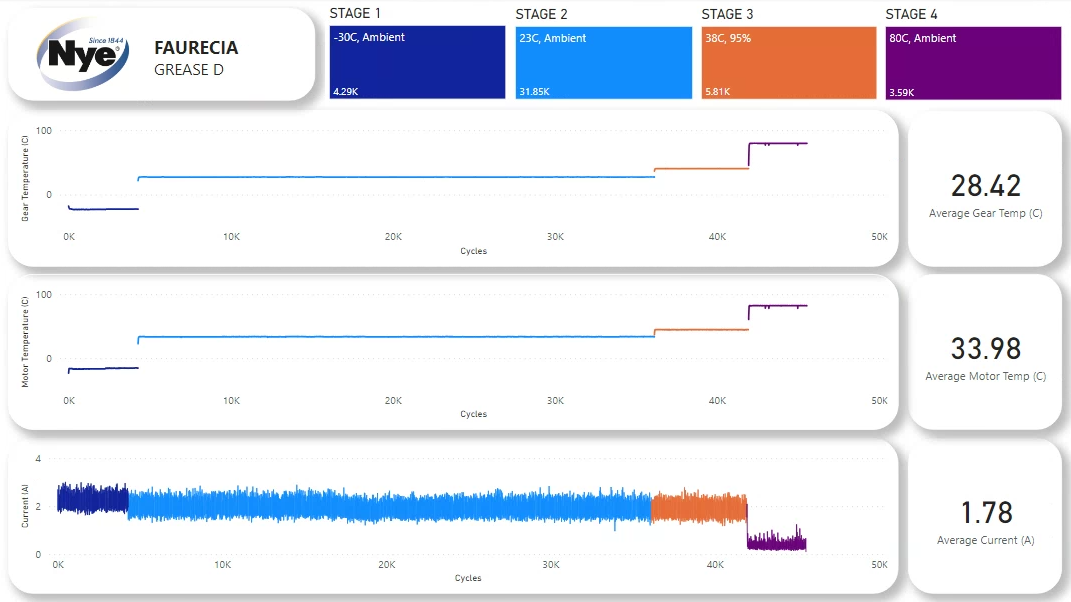 Since 1844
Nye®
FAURECIA
GREASE D
STAGE 1
-30C, Ambient
4.29K
STAGE 2
23C, Ambient
31.85K
STAGE 3
38C, 95%
5.81K
STAGE 4
80C, Ambient
3.59K
Gear Temperature (C)
100
0
0K 10K 20K 30K 40K 50K
Cycles
28.42
Average Gear Temp (C)
Motor Temperature (C)
100
0
0K 10K 20K 30K 40K 50K
Cycles
33.98
Average Motor Temp (C)
Current (A)
4
2
0
0K 10K 20K 30K 40K 50K
Cycles
1.78
Average Current (A)